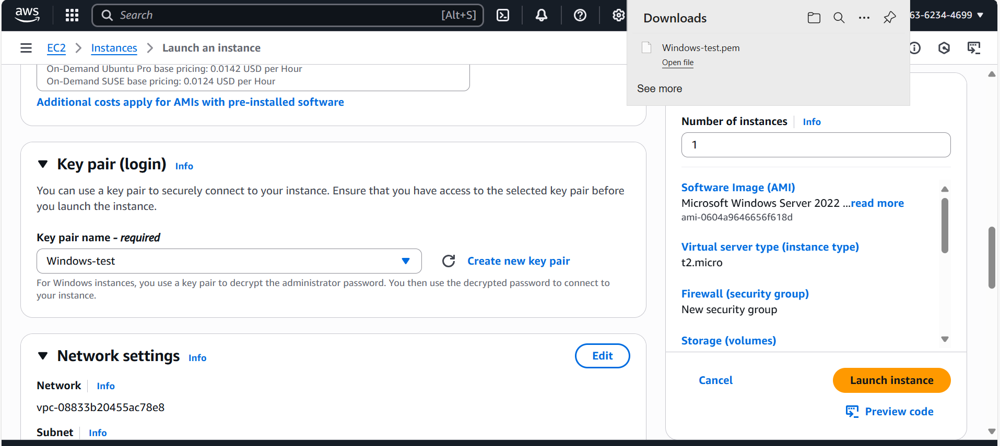 aws
Search
[Alt+S]
Downloads
63-6234-4699
EC2
Instances
Launch an instance
Windows-test.pem
Open file
See more
On-Demand Ubuntu Pro base pricing: 0.0142 USD per Hour
On-Demand SUSE base pricing: 0.0124 USD per Hour
Additional costs apply for AMIs with pre-installed software
Key pair (login) Info
You can use a key pair to securely connect to your instance. Ensure that you have access to the selected key pair before
you launch the instance.
Key pair name - required
Windows-test
Create new key pair
For Windows instances, you use a key pair to decrypt the administrator password. You then use the decrypted password to connect to
your instance.
Network settings Info
Edit
Network Info
vpc-08833b20455ac78e8
Subnet Info
Number of instances Info
1
Software Image (AMI)
Microsoft Windows Server 2022 ...read more
ami-0604a9646656f618d
Virtual server type (instance type)
t2.micro
Firewall (security group)
New security group
Storage (volumes)
Cancel
Launch instance
Preview code